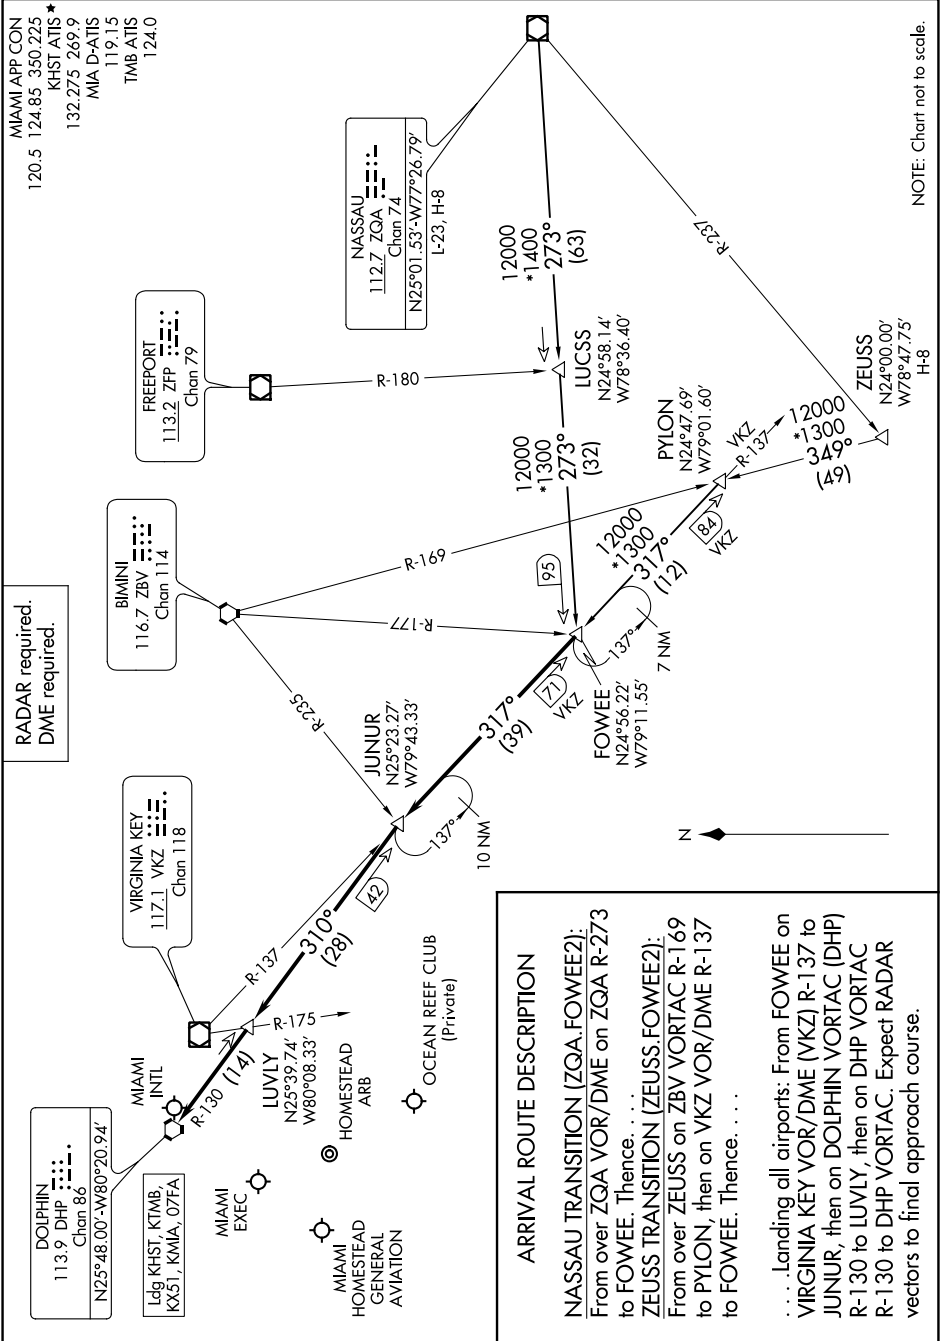 MIAMI APP CON
120.5 124.85 350.225
KHST ATIS ★
132.275 269.9
MIA D-ATIS
119.15
TMB ATIS
124.0
RADAR required.
DME required.
NASSAU
112.7 ZQA
Chan 74
N25°01.53'-W77°26.79'
L-23, H-8
FREEPORT
113.2 ZFP
Chan 79
BIMINI
116.7 ZBV
Chan 114
VIRGINIA KEY
117.1 VKZ
Chan 118
DOLPHIN
113.9 DHP
Chan 86
N25°48.00'-W80°20.94'
Ldg KHST, KTMB,
KX51, KMIA, 07FA
12000
*1400
273°
(63)
R-237
R-180
LUCSS
N24°58.14'
W78°36.40'
12000
*1300
273°
(32)
95
R-169
R-177
R-235
PYLON
N24°47.69'
W79°01.60'
VKZ
R-137
12000
*1300
349°
(49)
ZEUSS
N24°00.00'
W78°47.75'
H-8
84
VKZ
12000
*1300
317°
(12)
137°
7 NM
FOWEE
N24°56.22'
W79°11.55'
71
VKZ
317°
(39)
JUNUR
N25°23.27'
W79°43.33'
137°
10 NM
42
310°
(28)
R-137
R-175
LUVLY
N25°39.74'
W80°08.33'
R-130
(14)
MIAMI
INTL
MIAMI
EXEC
HOMESTEAD
ARB
OCEAN REEF CLUB
(Private)
MIAMI
HOMESTEAD
GENERAL
AVIATION
N
NOTE: Chart not to scale.
ARRIVAL ROUTE DESCRIPTION
NASSAU TRANSITION (ZQA.FOWEE2):
From over ZQA VOR/DME on ZQA R-273
to FOWEE. Thence. . . .
ZEUSS TRANSITION (ZEUSS.FOWEE2):
From over ZEUSS on ZBV VORTAC R-169
to PYLON, then on VKZ VOR/DME R-137
to FOWEE. Thence. . . .
. . . .Landing all airports: From FOWEE on
VIRGINIA KEY VOR/DME (VKZ) R-137 to
JUNUR, then on DOLPHIN VORTAC (DHP)
R-130 to LUVLY, then on DHP VORTAC
R-130 to DHP VORTAC. Expect RADAR
vectors to final approach course.